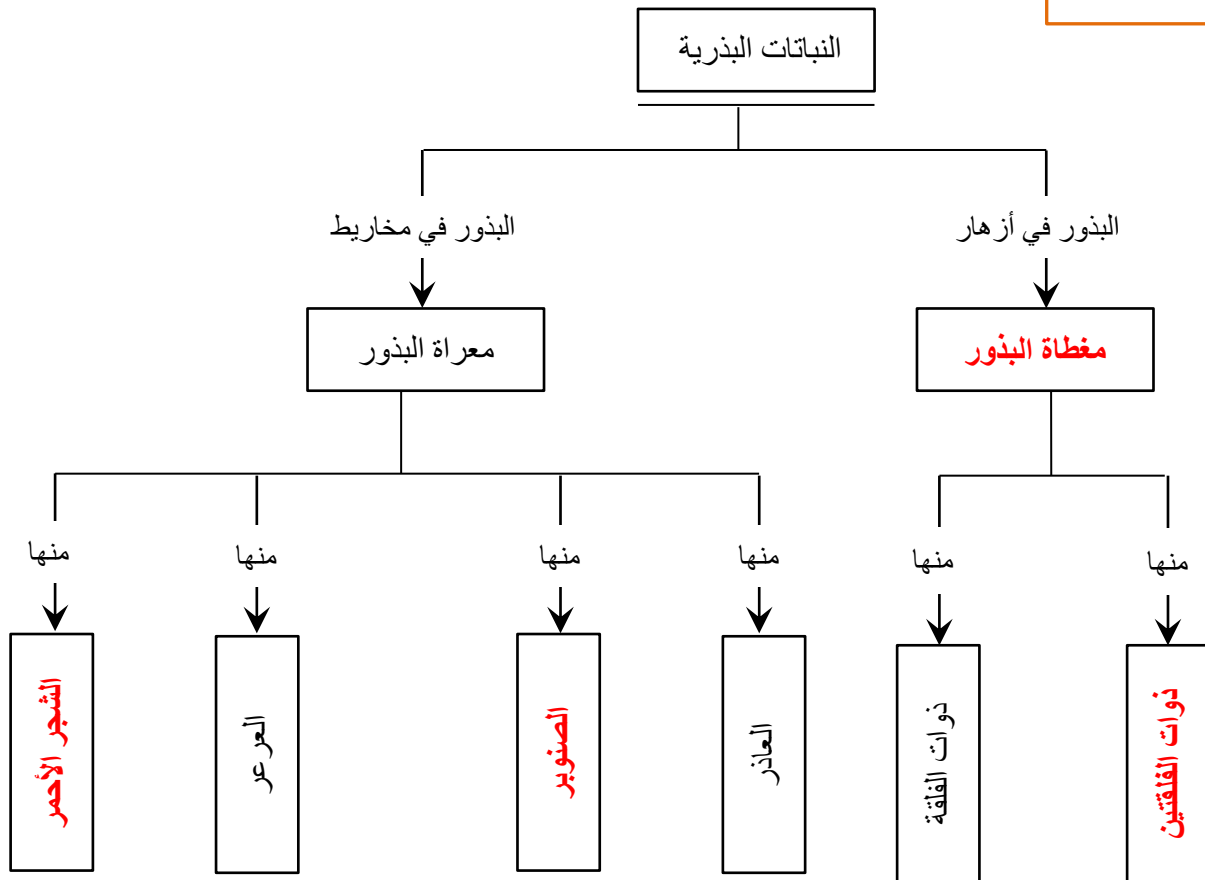 النباتات البذرية
البذور في أزهار
البذور في مخاريط
مغطاة البذور
معراة البذور
منها
منها
منها
منها
منها
منها
ذوات الفلقتين
ذوات الفلقة
العاذر
الصنوبر
العرعر
الشجر الأحمر